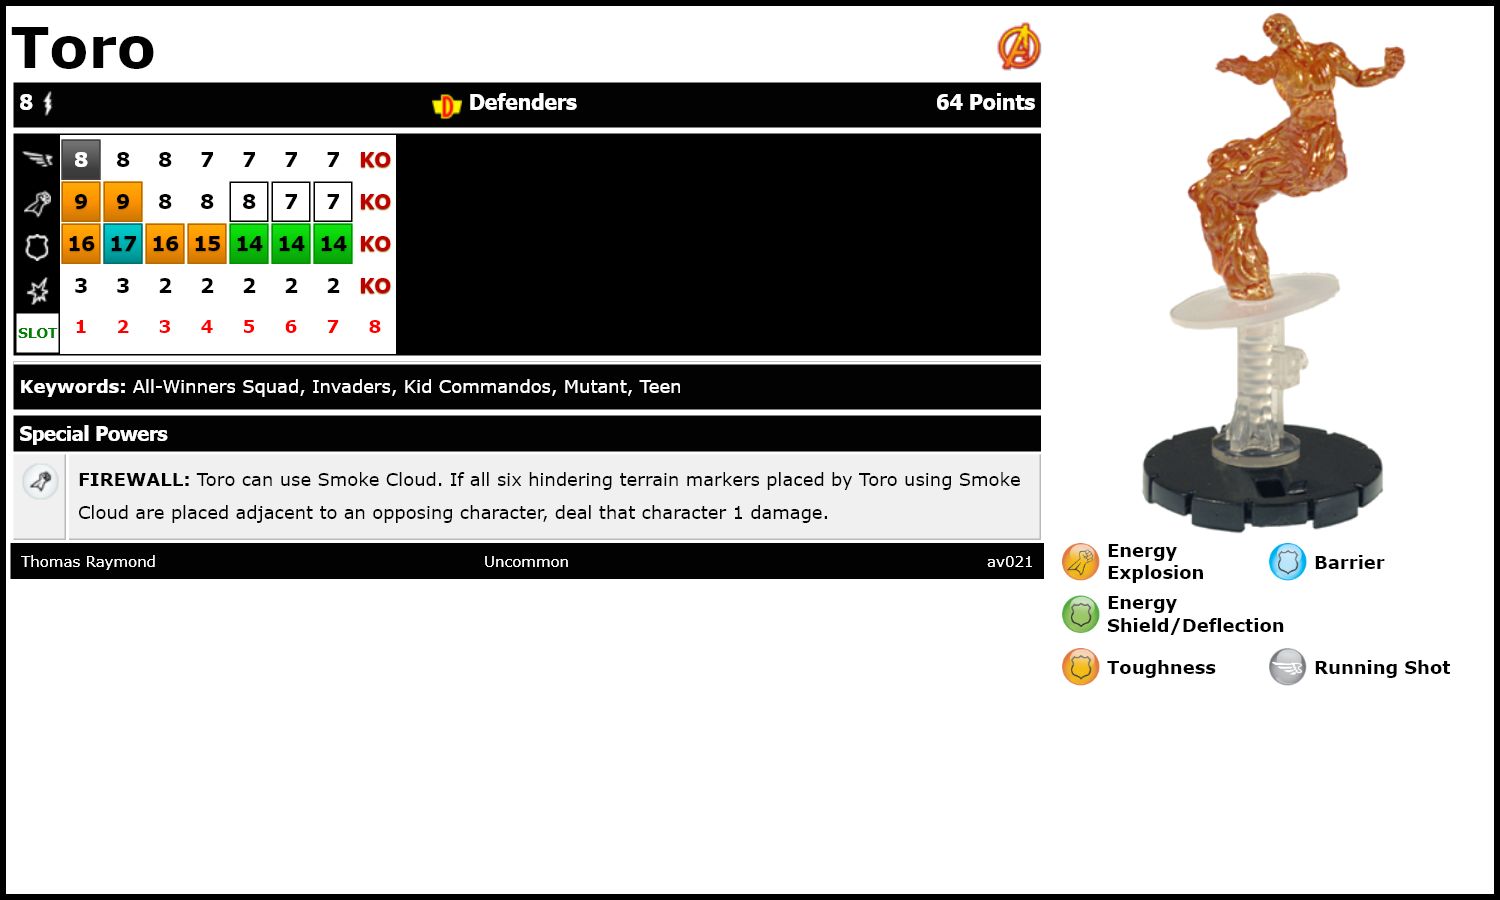 Toro
8 Defenders 64 Points
8 8 8 7 7 7 7 KO
9 9 8 8 8 7 7 KO
16 17 16 15 14 14 14 KO
3 3 2 2 2 2 2 KO
SLOT 1 2 3 4 5 6 7 8
Keywords: All-Winners Squad, Invaders, Kid Commandos, Mutant, Teen
Special Powers
FIREWALL: Toro can use Smoke Cloud. If all six hindering terrain markers placed by Toro using Smoke
Cloud are placed adjacent to an opposing character, deal that character 1 damage.
Thomas Raymond Uncommon av021
Energy
Explosion
Barrier
Energy
Shield/Deflection
Toughness
Running Shot